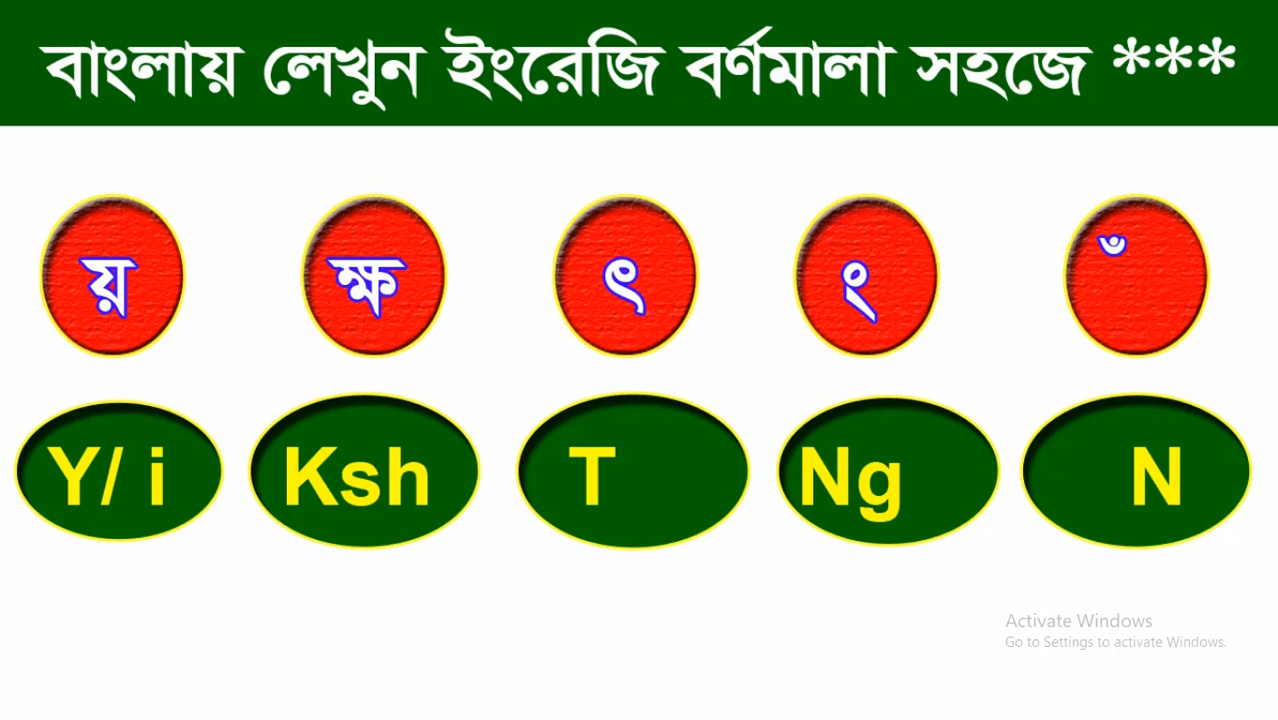 বাংলায় লেখুন ইংরেজি বর্ণমালা সহজে ***
য় ক্ষ ৎ ং ঁ
Y/ i Ksh T Ng N
Activate Windows
Go to Settings to activate Windows.